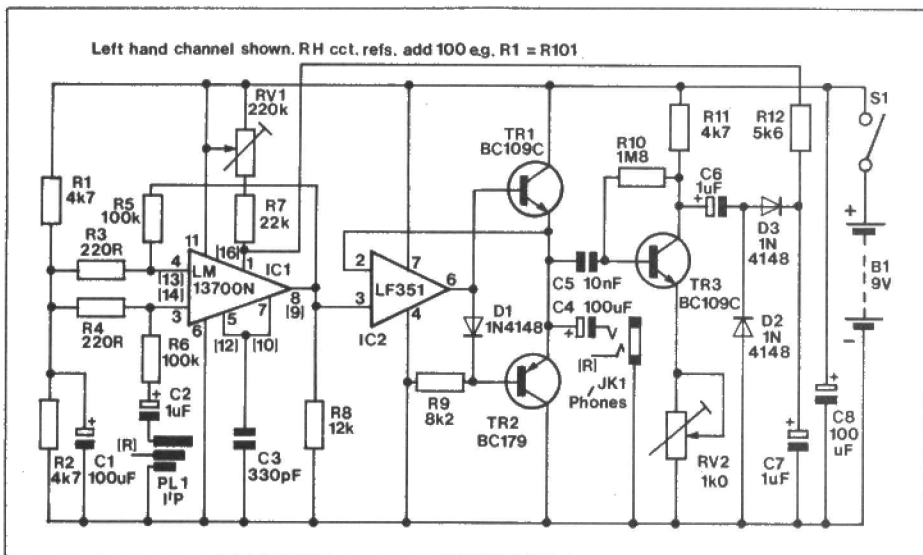 Left hand channel shown. RH cct. refs. add 100 e.g. R1 = R101
RV1
220k
R1
4k7
R5
100k
R3
220R
R7
22k
11
[16]
1
4
[13]
[14]
LM
13700N
IC1
8
[9]
3
6
5
7
[12]
[10]
R4
220R
R6
100k
C2
1uF
[R]
PL1
I'P
R2
4k7
C1
100uF
C3
330pF
R8
12k
2
3
7
LF351
6
4
IC2
D1
1N4148
R9
8k2
TR1
BC109C
TR2
BC179
C5
10nF
C4
100uF
[R]
JK1
Phones
R10
1M8
R11
4k7
R12
5k6
C6
1uF
D3
1N
4148
TR3
BC109C
D2
1N
4148
RV2
1k0
C7
1uF
C8
100
uF
S1
+
B1
9V
−